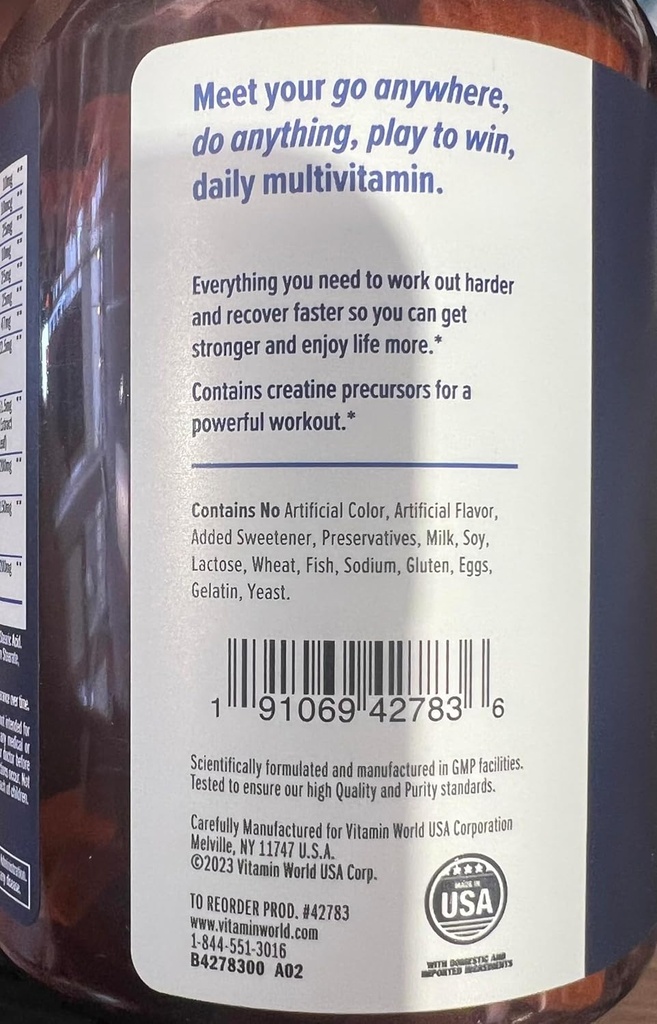 Meet your go anywhere,
do anything, play to win,
daily multivitamin.
Everything you need to work out harder
and recover faster so you can get
stronger and enjoy life more.*
Contains creatine precursors for a
powerful workout.*
Contains No Artificial Color, Artificial Flavor,
Added Sweetener, Preservatives, Milk, Soy,
Lactose, Wheat, Fish, Sodium, Gluten, Eggs,
Gelatin, Yeast.
1 91069 42783 6
Scientifically formulated and manufactured in GMP facilities.
Tested to ensure our high Quality and Purity standards.
Carefully Manufactured for Vitamin World USA Corporation
Melville, NY 11747 U.S.A.
©2023 Vitamin World USA Corp.
TO REORDER PROD. #42783
www.vitaminworld.com
1-844-551-3016
B4278300 A02
MADE IN
USA
WITH DOMESTIC AND
IMPORTED INGREDIENTS